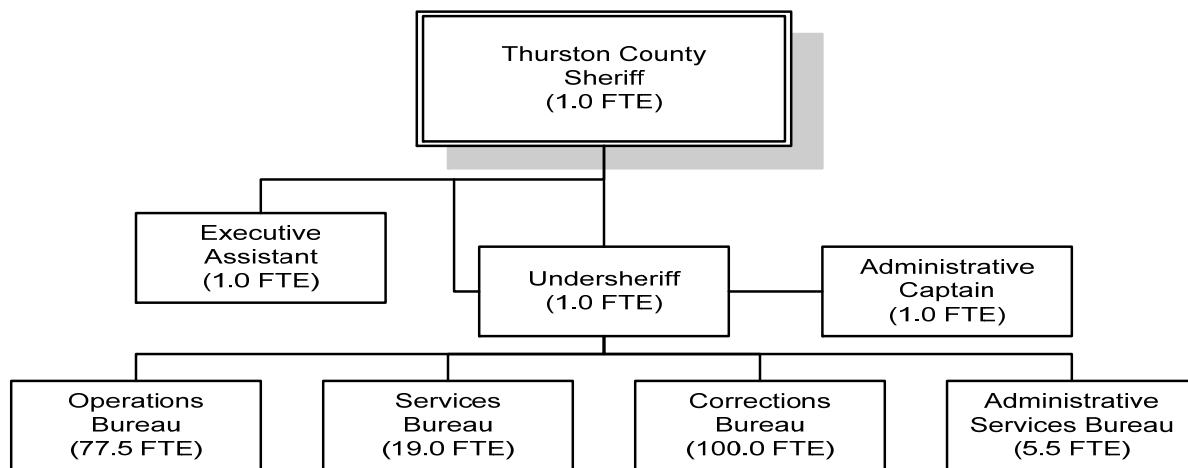 Thurston County
Sheriff
(1.0 FTE)
Executive
Assistant
(1.0 FTE)
Undersheriff
(1.0 FTE)
Administrative
Captain
(1.0 FTE)
Operations
Bureau
(77.5 FTE)
Services
Bureau
(19.0 FTE)
Corrections
Bureau
(100.0 FTE)
Administrative
Services Bureau
(5.5 FTE)